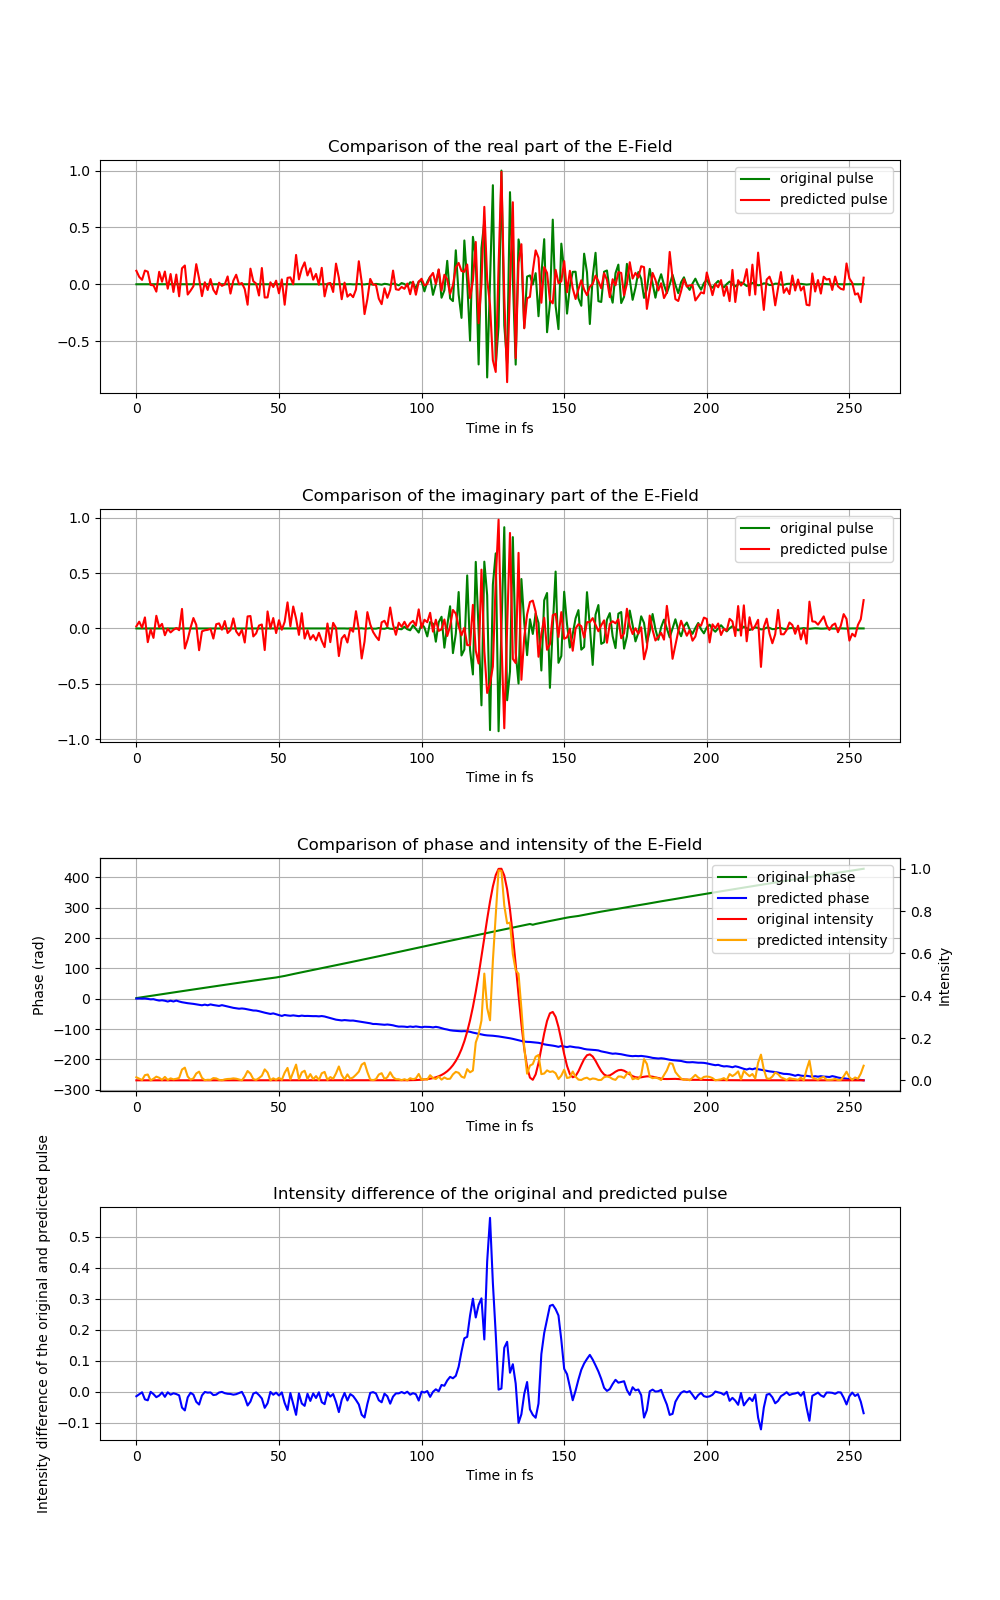 Comparison of the real part of the E-Field
original pulse
predicted pulse
1.0
0.5
0.0
−0.5
0 50 100 150 200 250
Time in fs
Comparison of the imaginary part of the E-Field
original pulse
predicted pulse
1.0
0.5
0.0
−0.5
−1.0
0 50 100 150 200 250
Time in fs
Comparison of phase and intensity of the E-Field
original phase
predicted phase
original intensity
predicted intensity
Phase (rad)
400
300
200
100
0
−100
−200
−300
1.0
0.8
0.6
0.4
0.2
0.0
Intensity
0 50 100 150 200 250
Time in fs
Intensity difference of the original and predicted pulse
Intensity difference of the original and predicted pulse
0.5
0.4
0.3
0.2
0.1
0.0
−0.1
0 50 100 150 200 250
Time in fs